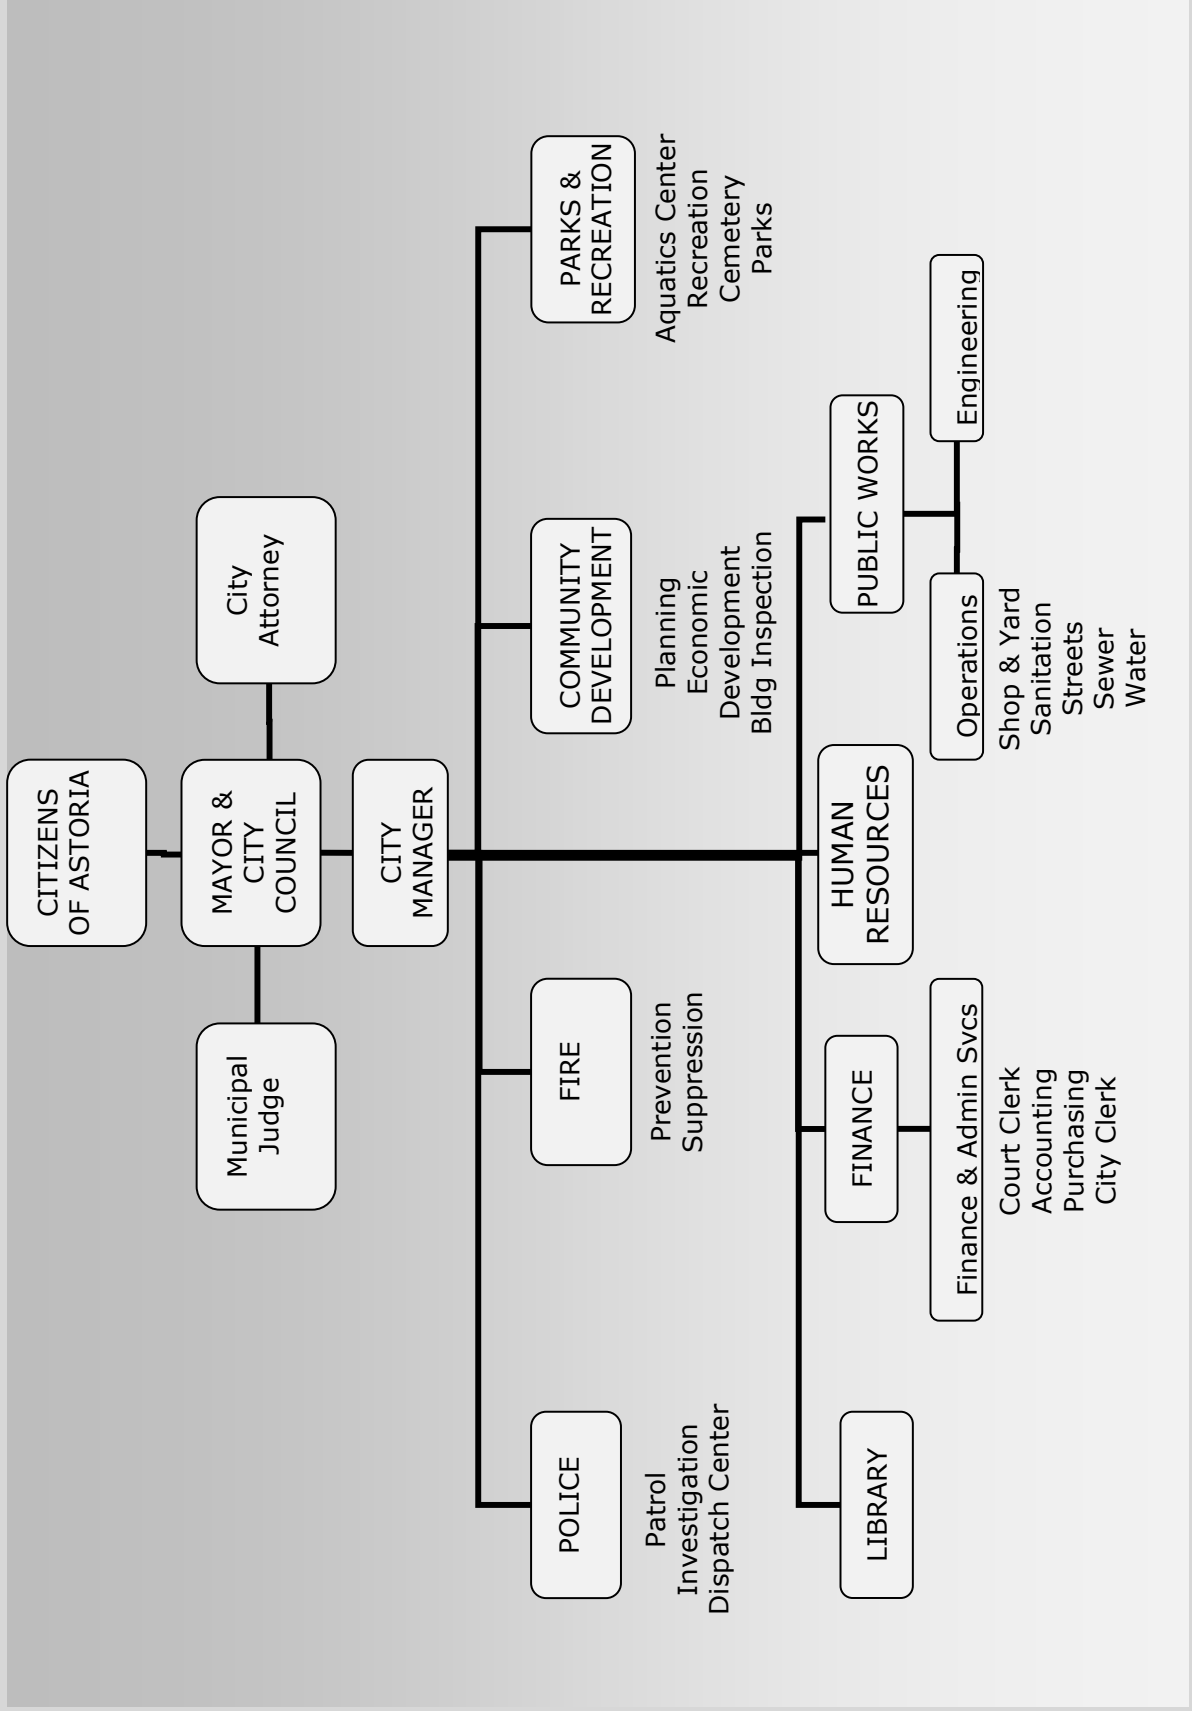 CITIZENS
OF ASTORIA
Municipal
Judge
MAYOR &
CITY
COUNCIL
City
Attorney
CITY
MANAGER
POLICE
Patrol
Investigation
Dispatch Center
FIRE
Prevention
Suppression
COMMUNITY
DEVELOPMENT
Planning
Economic
Development
Bldg Inspection
PARKS &
RECREATION
Aquatics Center
Recreation
Cemetery
Parks
LIBRARY
FINANCE
Finance & Admin Svcs
Court Clerk
Accounting
Purchasing
City Clerk
HUMAN
RESOURCES
PUBLIC WORKS
Operations
Shop & Yard
Sanitation
Streets
Sewer
Water
Engineering